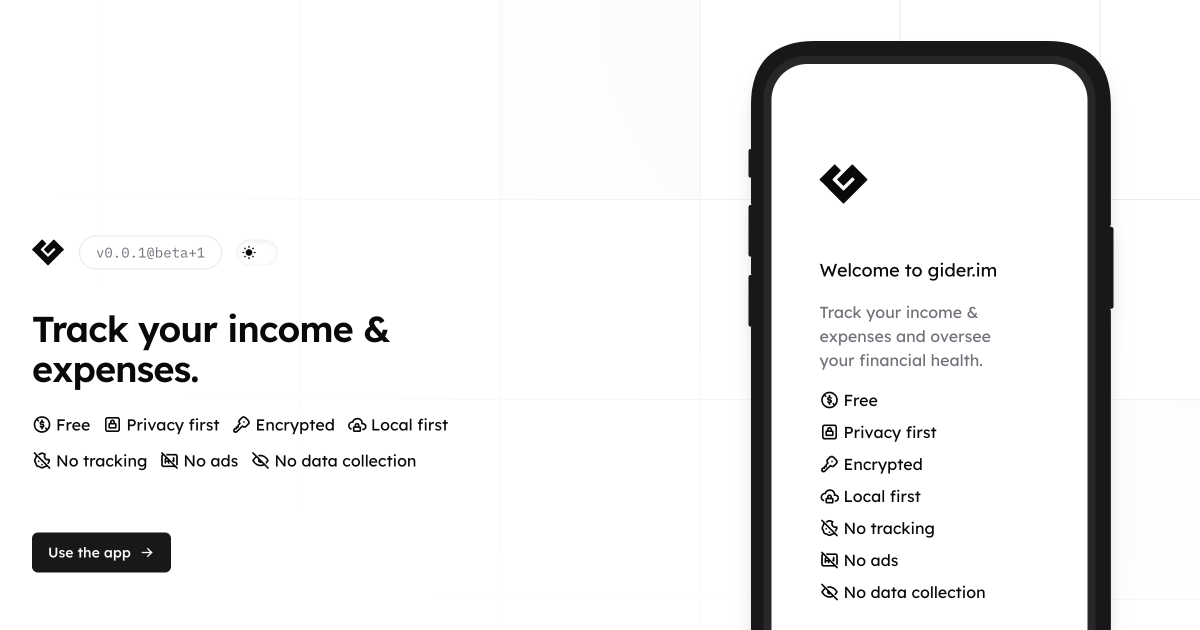 v0.0.1@beta+1
Track your income &
expenses.
Free Privacy first Encrypted Local first
No tracking No ads No data collection
Use the app →
Welcome to gider.im
Track your income &
expenses and oversee
your financial health.
Free
Privacy first
Encrypted
Local first
No tracking
No ads
No data collection